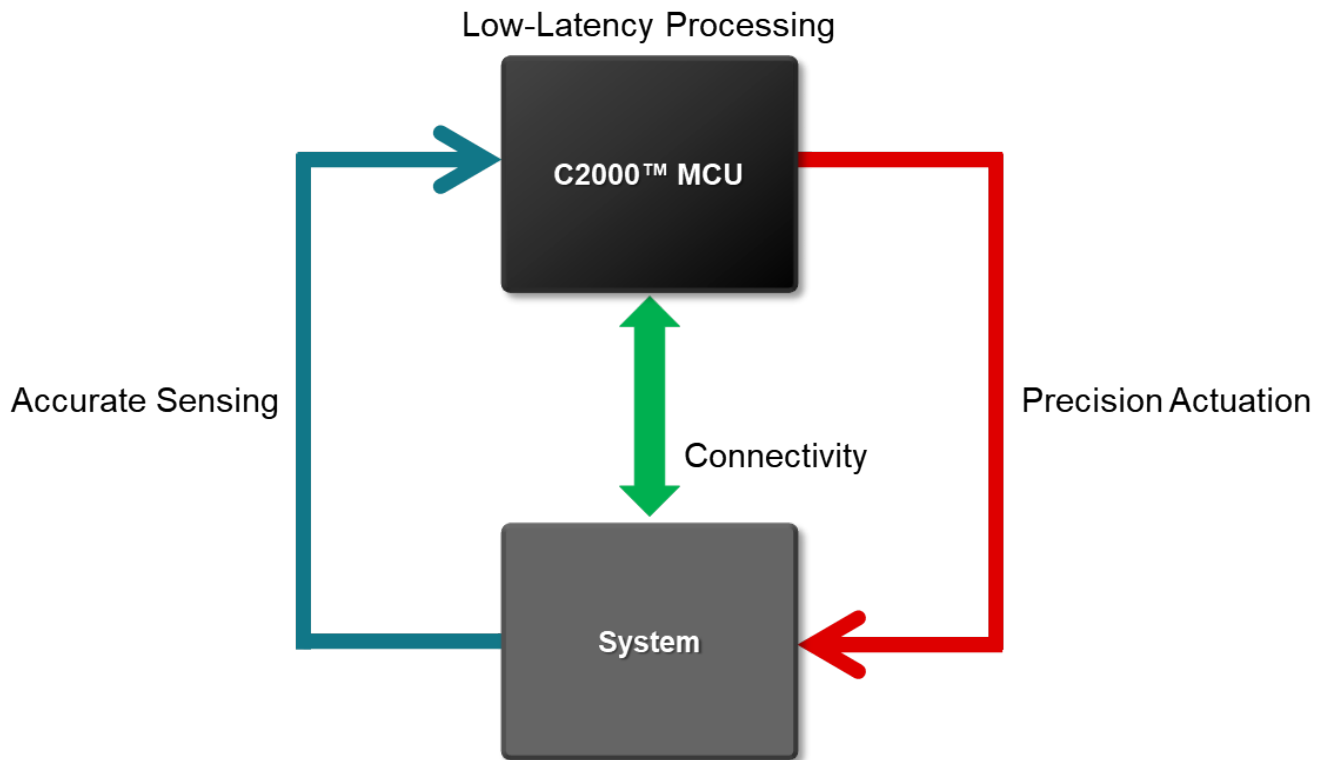 Low-Latency Processing
C2000™ MCU
Accurate Sensing
Precision Actuation
Connectivity
System